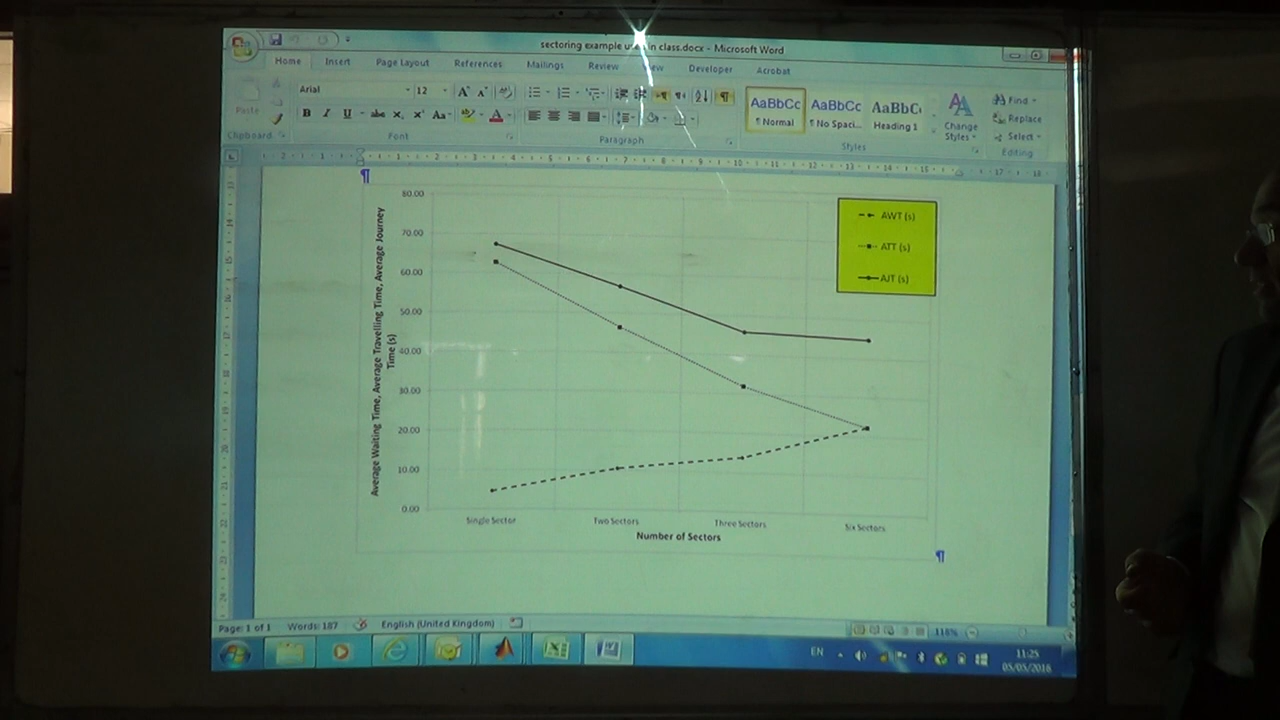 sectoring example in class.docx - Microsoft Word
Home Insert Page Layout References Mailings Review Developer Acrobat
Paste
Arial 12
Clipboard Font Paragraph Styles Editing
AaBbCc AaBbCc AaBbC
¶ Normal ¶ No Spaci... Heading 1
Change Styles
Find
Replace
Select
80.00
70.00
60.00
50.00
40.00
30.00
20.00
10.00
0.00
Average Waiting Time, Average Travelling Time, Average Journey
Time (s)
AWT (s)
ATT (s)
AJT (s)
Single Sector Two Sectors Three Sectors Six Sectors
Number of Sectors
Page: 1 of 1 Words: 187 English (United Kingdom) 118%
EN 11:25
05/05/2016